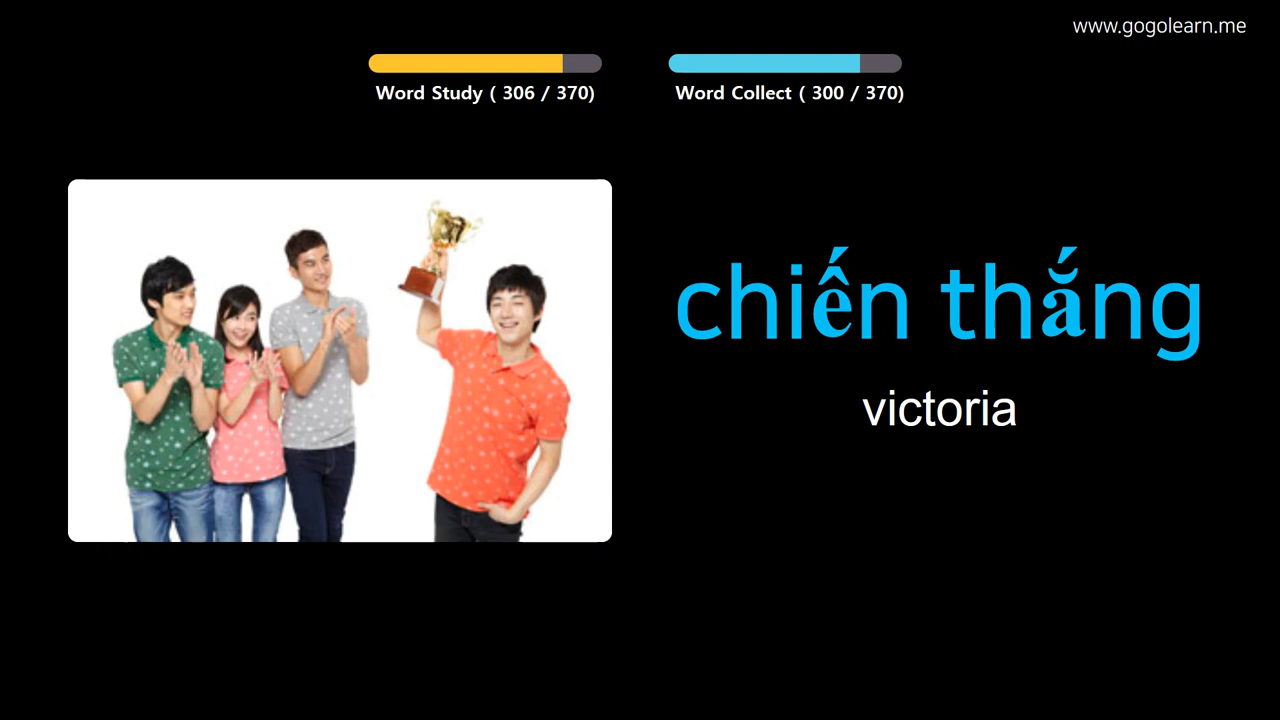 www.gogolearn.me
Word Study ( 306 / 370)
Word Collect ( 300 / 370)
chiến thắng
victoria